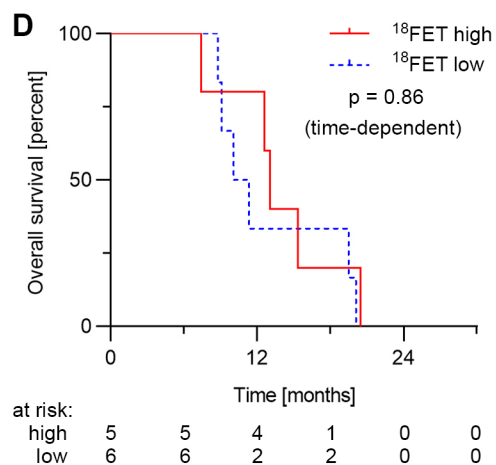 D
100
50
0
Overall survival [percent]
¹⁸FET high
¹⁸FET low
p = 0.86
(time-dependent)
0 12 24
Time [months]
at risk:
high 5 5 4 1 0 0
low 6 6 2 2 0 0